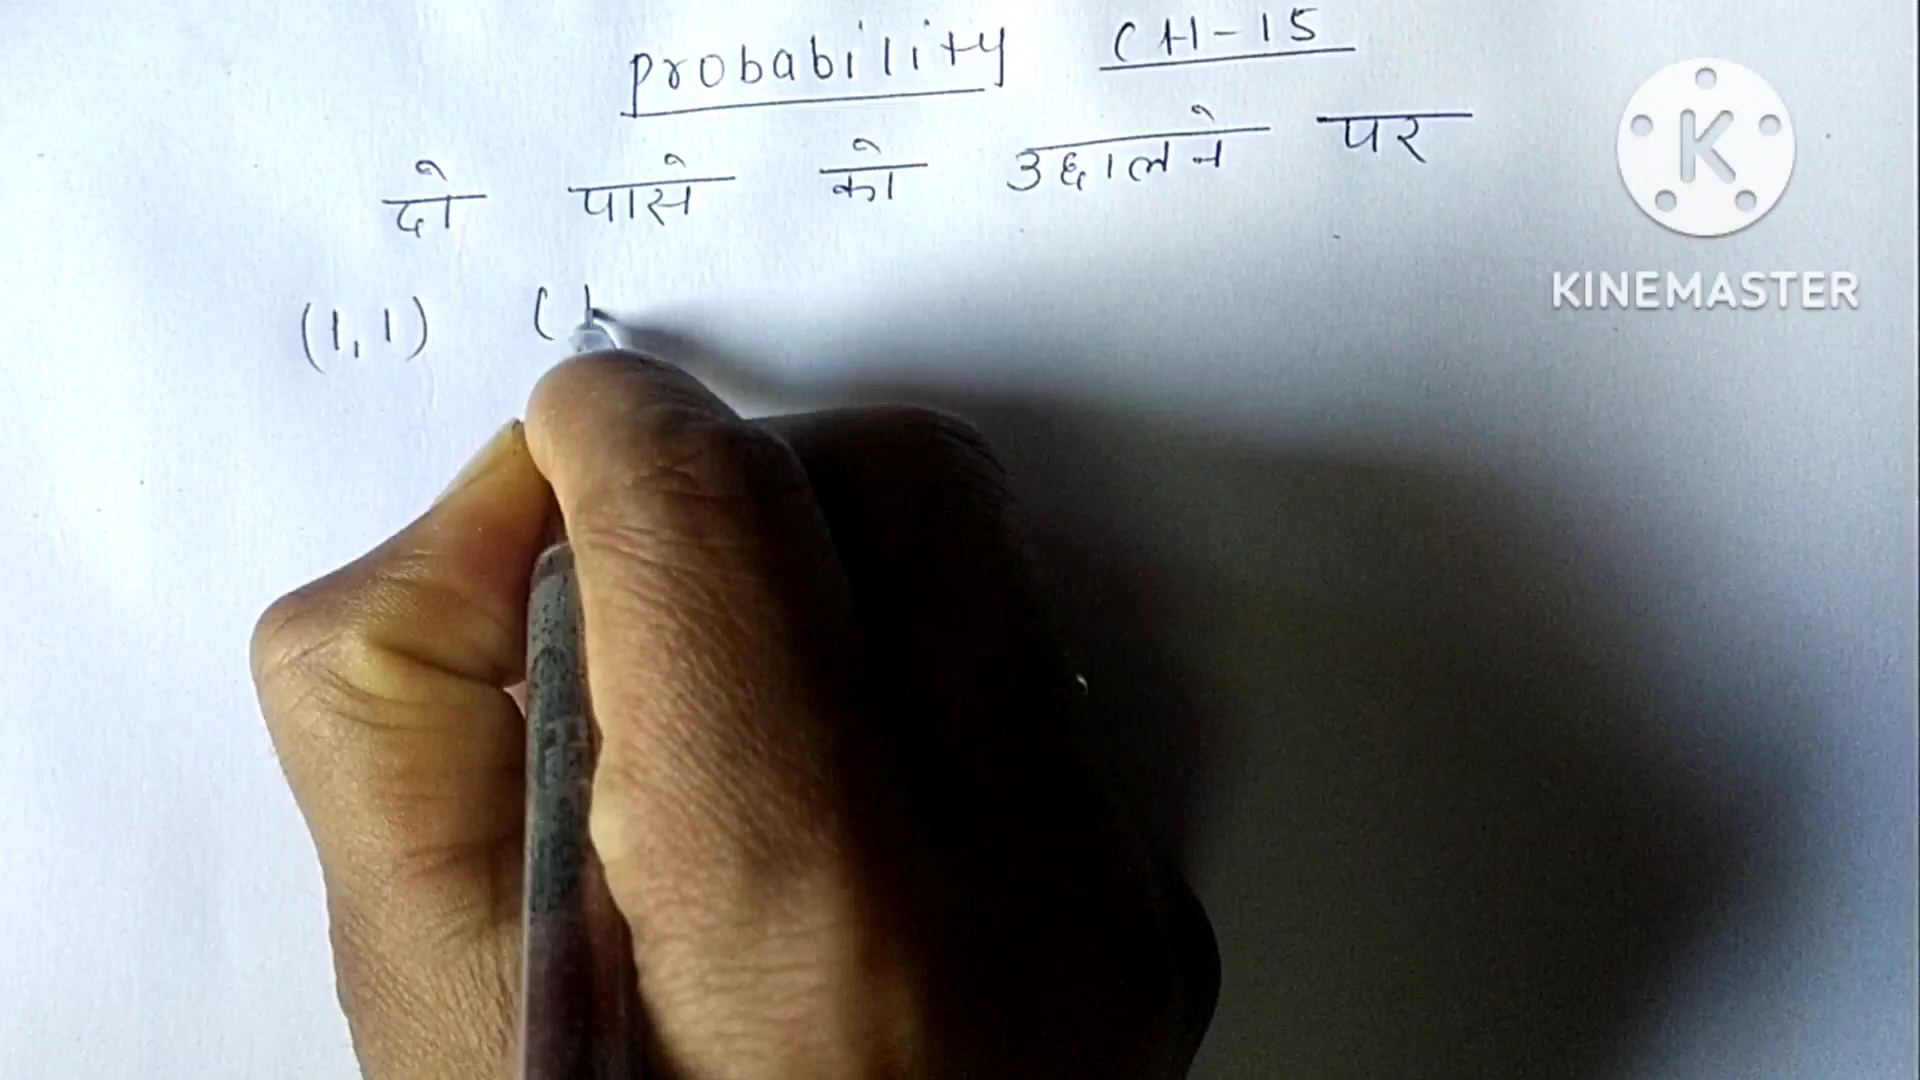 probability CH-15
दो पासे को उछालने पर
(1,1) (1
K
KINEMASTER